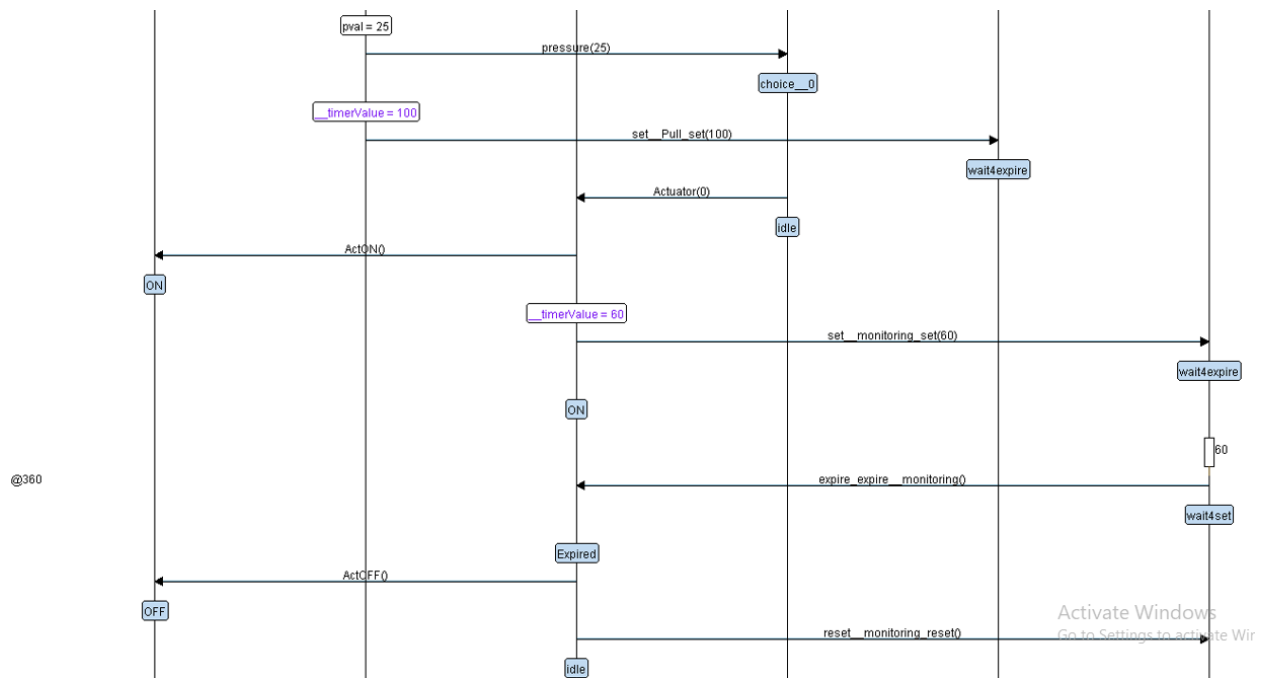 pval = 25
pressure(25)
choice__0
__timerValue = 100
set__Pull_set(100)
wait4expire
Actuator(0)
idle
ActON()
ON
__timerValue = 60
set__monitoring_set(60)
wait4expire
ON
60
@360
expire_expire__monitoring()
wait4set
Expired
ActOFF()
OFF
Activate Windows
reset__monitoring_reset()
Go to Settings to activate Wir
idle